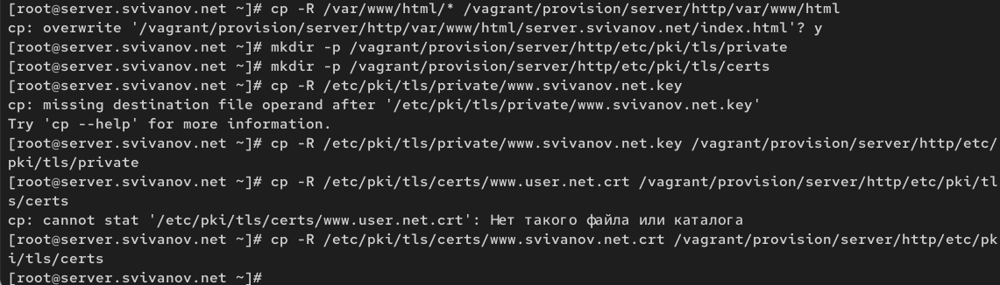 [root@server.svivanov.net ~]# cp -R /var/www/html/* /vagrant/provision/server/http/var/www/html
cp: overwrite '/vagrant/provision/server/http/var/www/html/server.svivanov.net/index.html'? y
[root@server.svivanov.net ~]# mkdir -p /vagrant/provision/server/http/etc/pki/tls/private
[root@server.svivanov.net ~]# mkdir -p /vagrant/provision/server/http/etc/pki/tls/certs
[root@server.svivanov.net ~]# cp -R /etc/pki/tls/private/www.svivanov.net.key
cp: missing destination file operand after '/etc/pki/tls/private/www.svivanov.net.key'
Try 'cp --help' for more information.
[root@server.svivanov.net ~]# cp -R /etc/pki/tls/private/www.svivanov.net.key /vagrant/provision/server/http/etc/
pki/tls/private
[root@server.svivanov.net ~]# cp -R /etc/pki/tls/certs/www.user.net.crt /vagrant/provision/server/http/etc/pki/tl
s/certs
cp: cannot stat '/etc/pki/tls/certs/www.user.net.crt': Нет такого файла или каталога
[root@server.svivanov.net ~]# cp -R /etc/pki/tls/certs/www.svivanov.net.crt /vagrant/provision/server/http/etc/pk
i/tls/certs
[root@server.svivanov.net ~]#